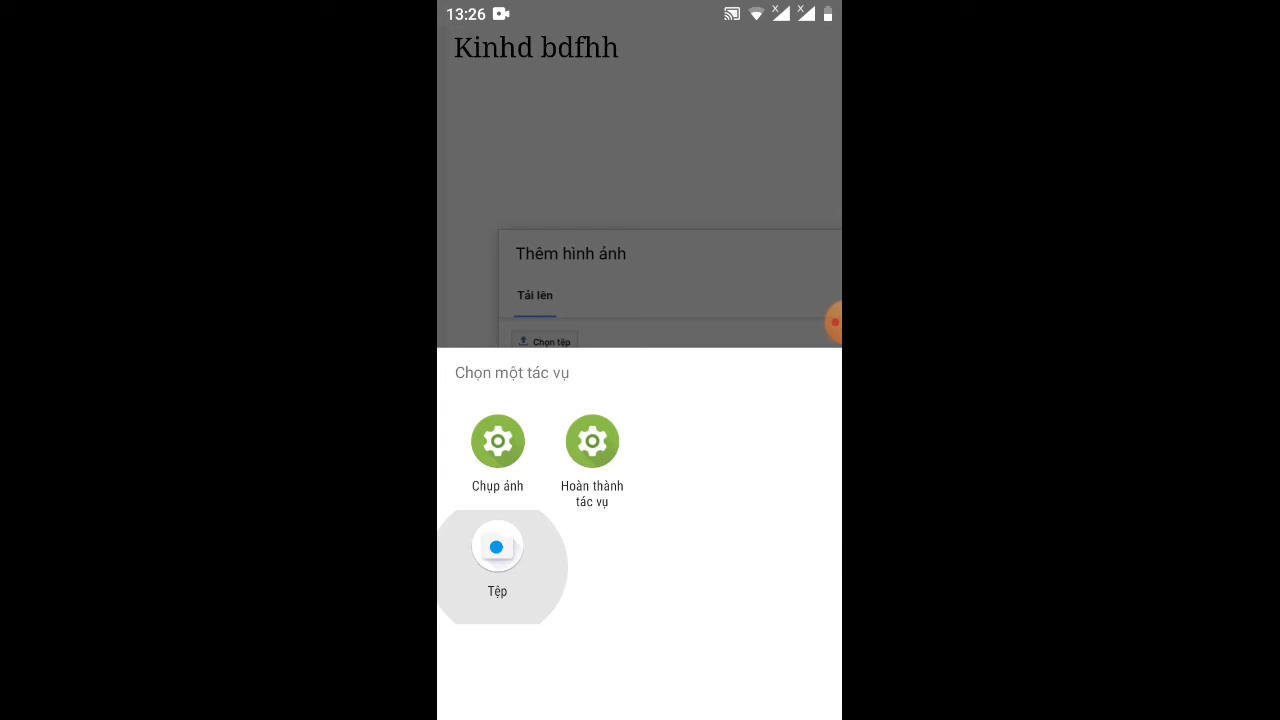 13:26
Kinhd bdfhh
Thêm hình ảnh
Tải lên
Chọn tệp
Chọn một tác vụ
Chụp ảnh
Hoàn thành
tác vụ
Tệp